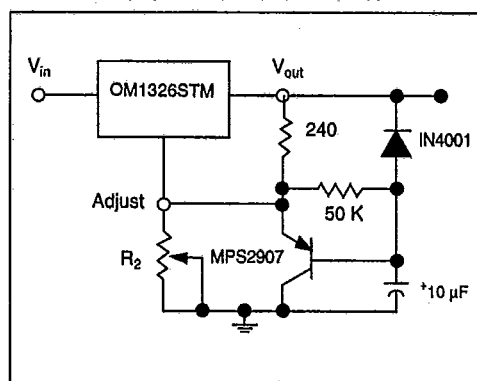 V_in
OM1326STM
V_out
240
IN4001
Adjust
50 K
R_2
MPS2907
+10 µF